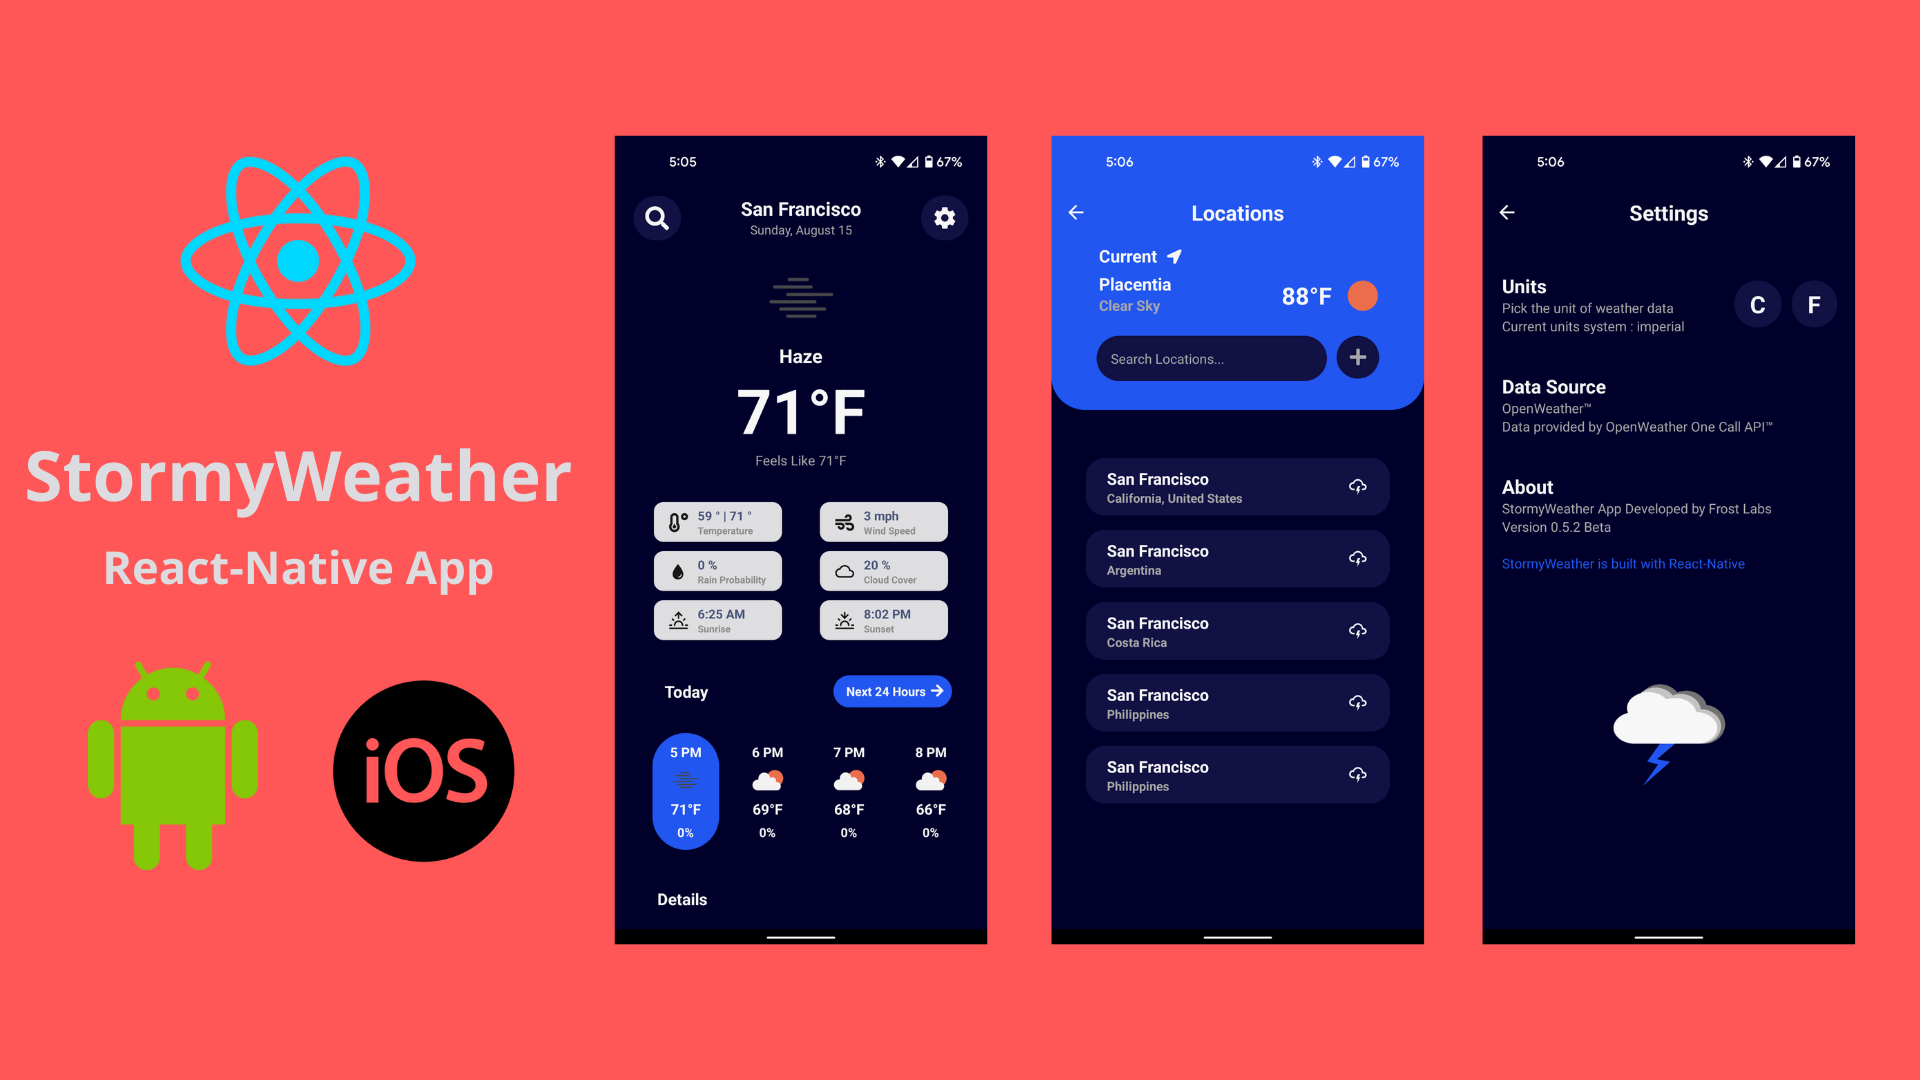 StormyWeather
React-Native App
iOS
5:05
67%
San Francisco
Sunday, August 15
Haze
71°F
Feels Like 71°F
59 ° | 71 °
Temperature
3 mph
Wind Speed
0 %
Rain Probability
20 %
Cloud Cover
6:25 AM
Sunrise
8:02 PM
Sunset
Today
Next 24 Hours
5 PM 6 PM 7 PM 8 PM
71°F 69°F 68°F 66°F
0% 0% 0% 0%
Details
5:06
67%
Locations
Current
Placentia
Clear Sky
88°F
Search Locations...
San Francisco
California, United States
San Francisco
Argentina
San Francisco
Costa Rica
San Francisco
Philippines
San Francisco
Philippines
5:06
67%
Settings
Units
Pick the unit of weather data
Current units system : imperial
C F
Data Source
OpenWeather™
Data provided by OpenWeather One Call API™
About
StormyWeather App Developed by Frost Labs
Version 0.5.2 Beta
StormyWeather is built with React-Native